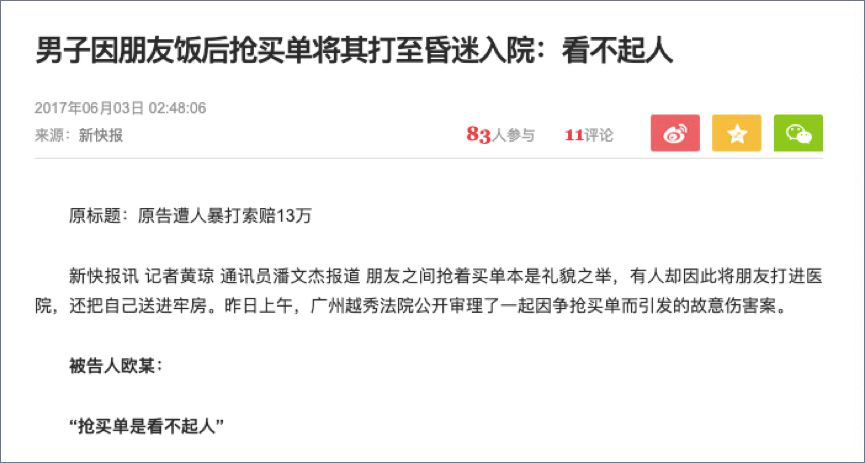 男子因朋友饭后抢买单将其打至昏迷入院：看不起人
2017年06月03日 02:48:06
来源：新快报
83人参与
11评论
原标题：原告遭人暴打索赔13万
新快报讯 记者黄琼 通讯员潘文杰报道 朋友之间抢着买单本是礼貌之举，有人却因此将朋友打进医
院，还把自己送进牢房。昨日上午，广州越秀法院公开审理了一起因争抢买单而引发的故意伤害案。
被告人欧某：
“抢买单是看不起人”